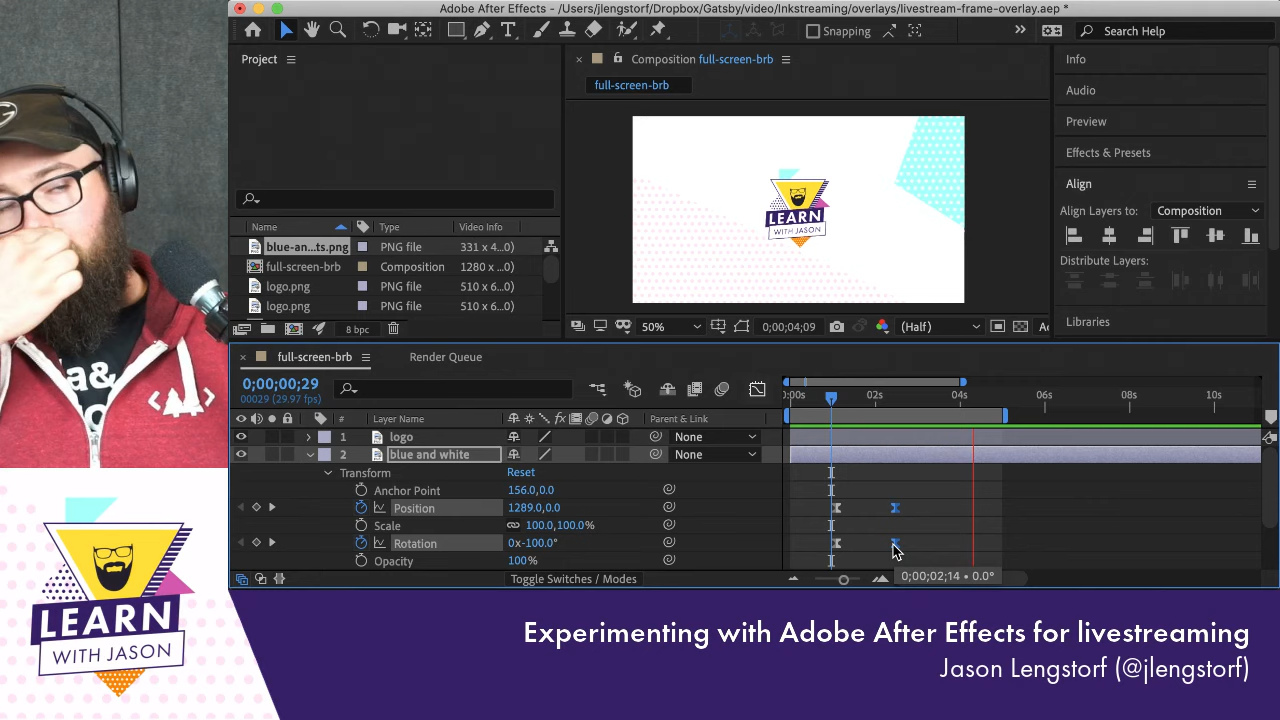 Adobe After Effects - /Users/jlengstorf/Dropbox/Gatsby/video/lnkstreaming/overlays/livestream-frame-overlay.aep *
Snapping
Search Help
Project
Composition full-screen-brb
full-screen-brb
LEARN
WITH JASON
Name Type Video Info
blue-an...ts.png PNG file 331 x 4...0)
full-screen-brb Composition 1280 x ...0)
logo.png PNG file 510 x 6...0)
logo.png PNG file 510 x 6...0)
8 bpc
50% 0;00;04;09 (Half)
Info
Audio
Preview
Effects & Presets
Align
Align Layers to: Composition
Distribute Layers:
Libraries
full-screen-brb Render Queue
0;00;00;29
00029 (29.97 fps)
):00s 02s 04s 06s 08s 10s
# Layer Name fx Parent & Link
1 logo None
2 blue and white None
Transform Reset
Anchor Point 156.0,0.0
Position 1289.0,0.0
Scale 100.0,100.0%
Rotation 0x-100.0°
Opacity 100%
Toggle Switches / Modes
0;00;02;14 • 0.0°
LEARN
WITH JASON
Experimenting with Adobe After Effects for livestreaming
Jason Lengstorf (@jlengstorf)